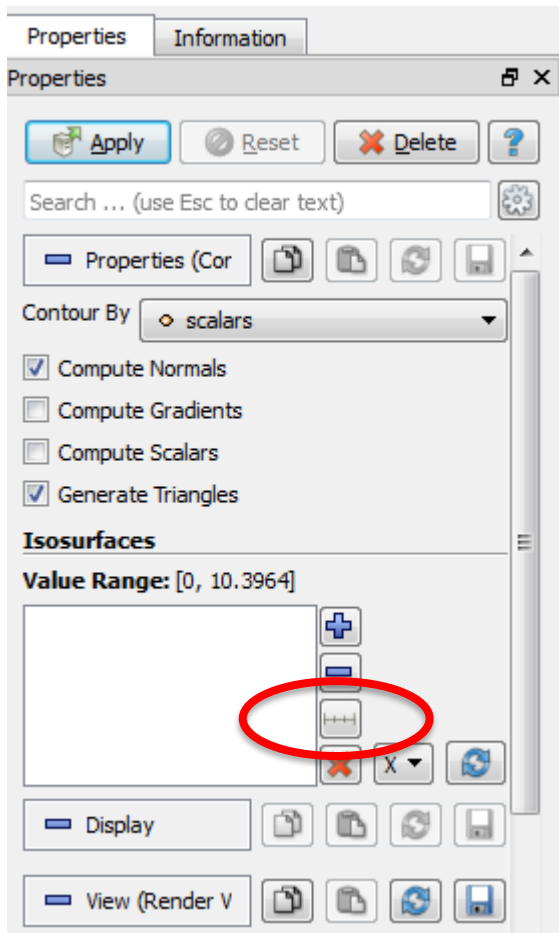 Properties Information
Properties
Apply Reset Delete ?
Search ... (use Esc to clear text)
Properties (Cor
Contour By scalars
Compute Normals
Compute Gradients
Compute Scalars
Generate Triangles
Isosurfaces
Value Range: [0, 10.3964]
X
Display
View (Render V